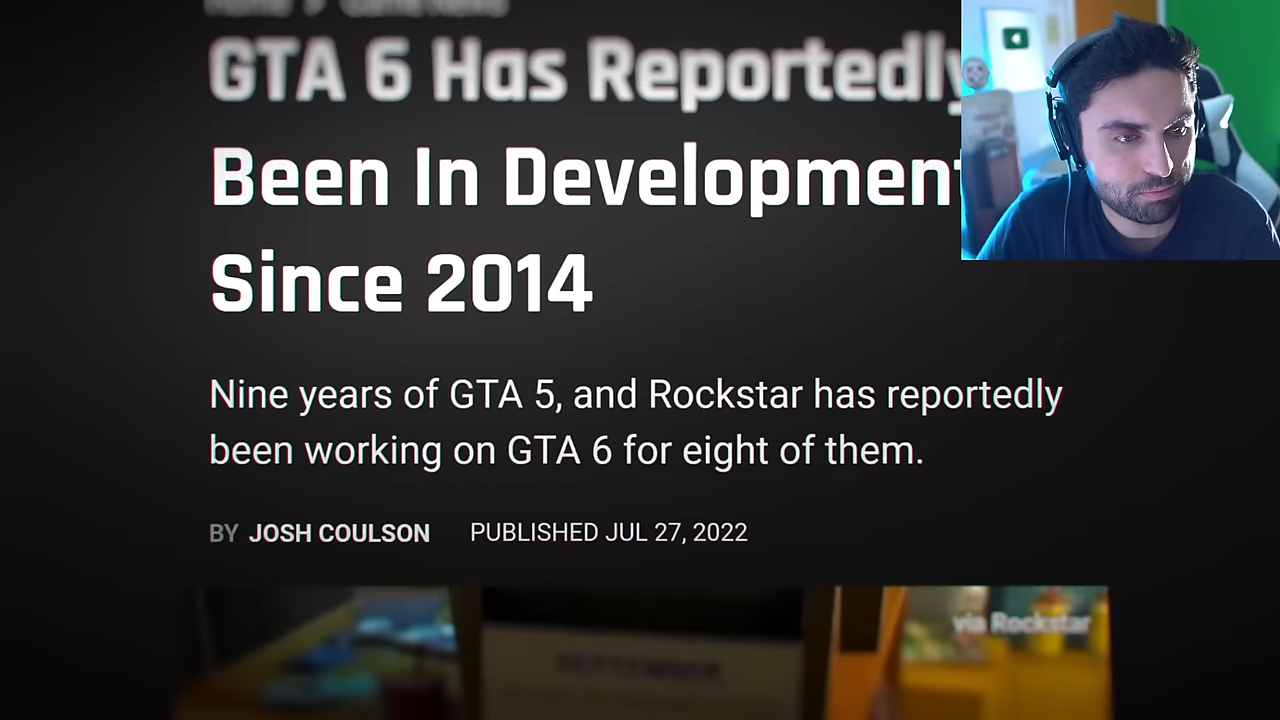 GTA 6 Has Reportedly
Been In Development
Since 2014
Nine years of GTA 5, and Rockstar has reportedly
been working on GTA 6 for eight of them.
BY JOSH COULSON PUBLISHED JUL 27, 2022
via Rockstar
SEPTEMBER